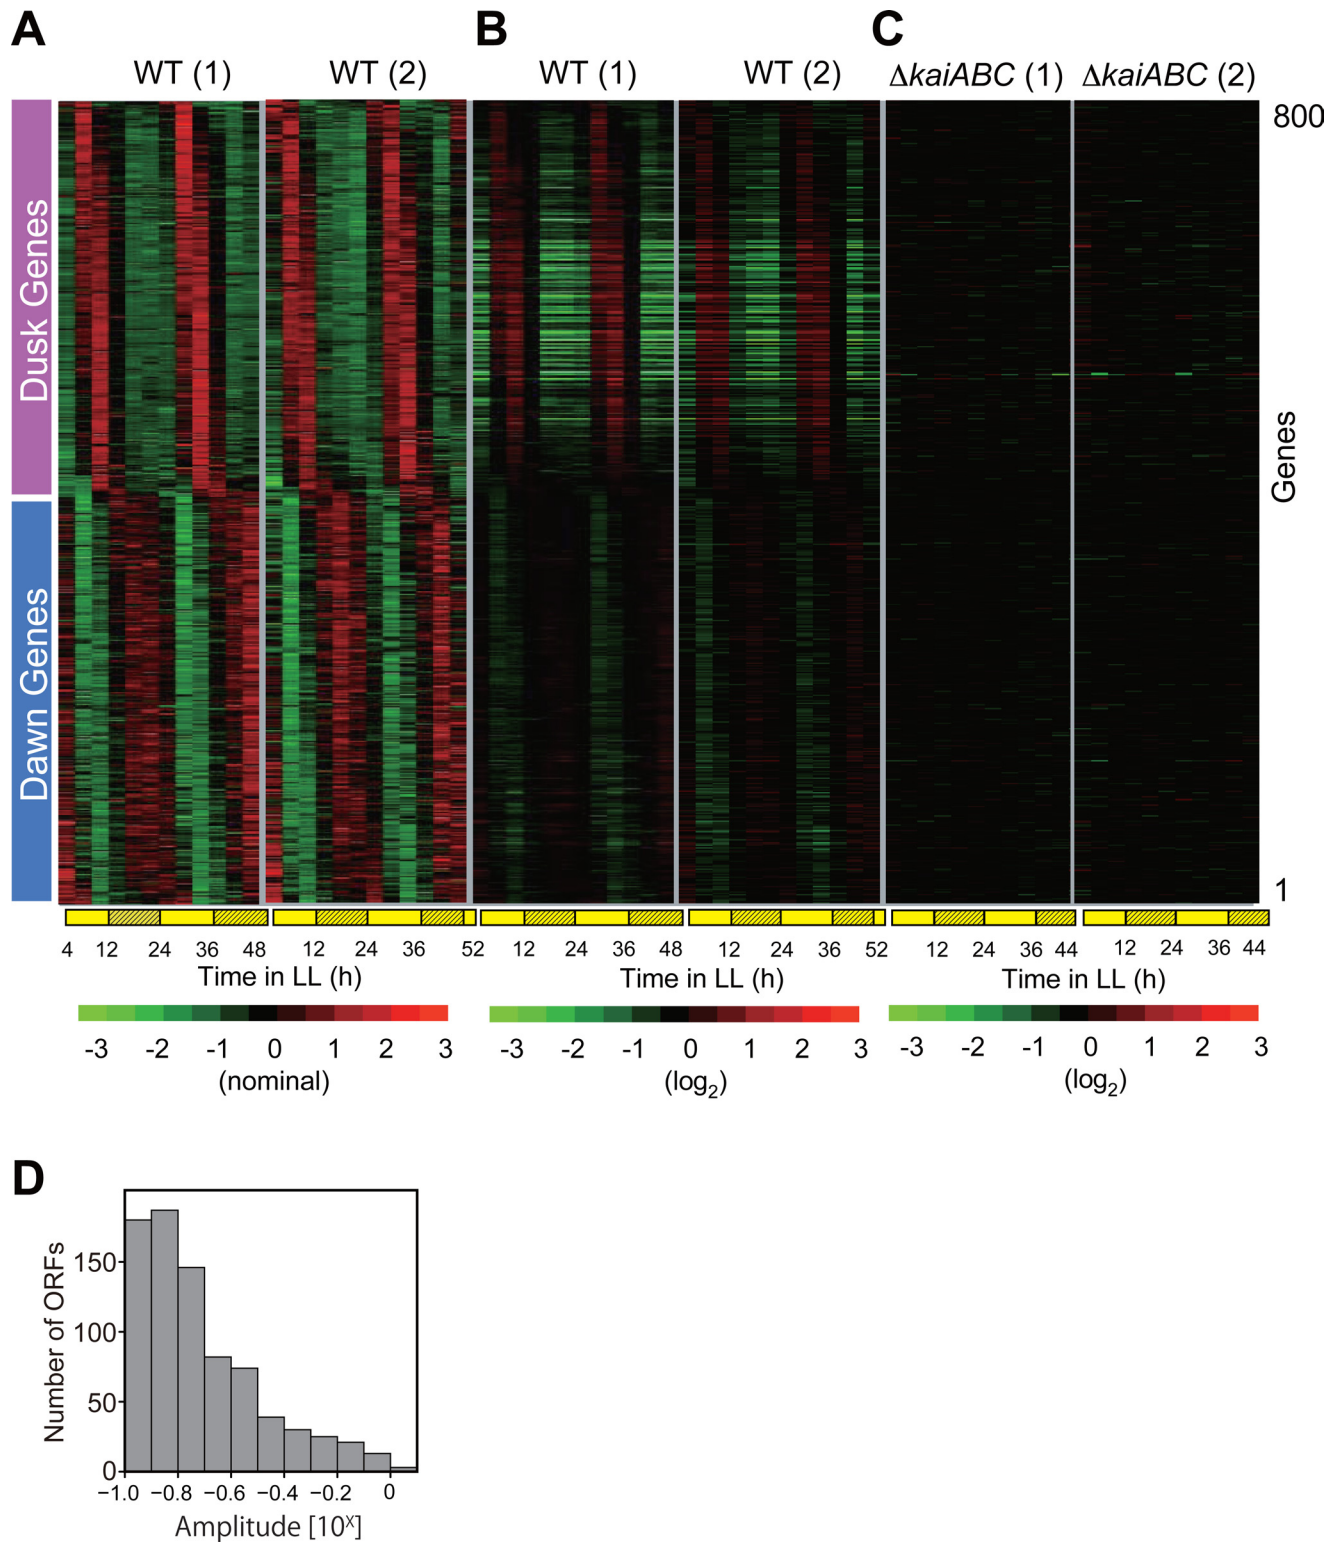 A
B
C
WT (1)
WT (2)
WT (1)
WT (2)
ΔkaiABC (1)
ΔkaiABC (2)
Dusk Genes
Dawn Genes
800
Genes
1
4 12 24 36 48
12 24 36 52
12 24 36 48
12 24 36 52
12 24 36 44
12 24 36 44
Time in LL (h)
Time in LL (h)
Time in LL (h)
-3 -2 -1 0 1 2 3
(nominal)
-3 -2 -1 0 1 2 3
(log₂)
-3 -2 -1 0 1 2 3
(log₂)
D
Number of ORFs
150
100
50
0
−1.0 −0.8 −0.6 −0.4 −0.2 0
Amplitude [10ˣ]